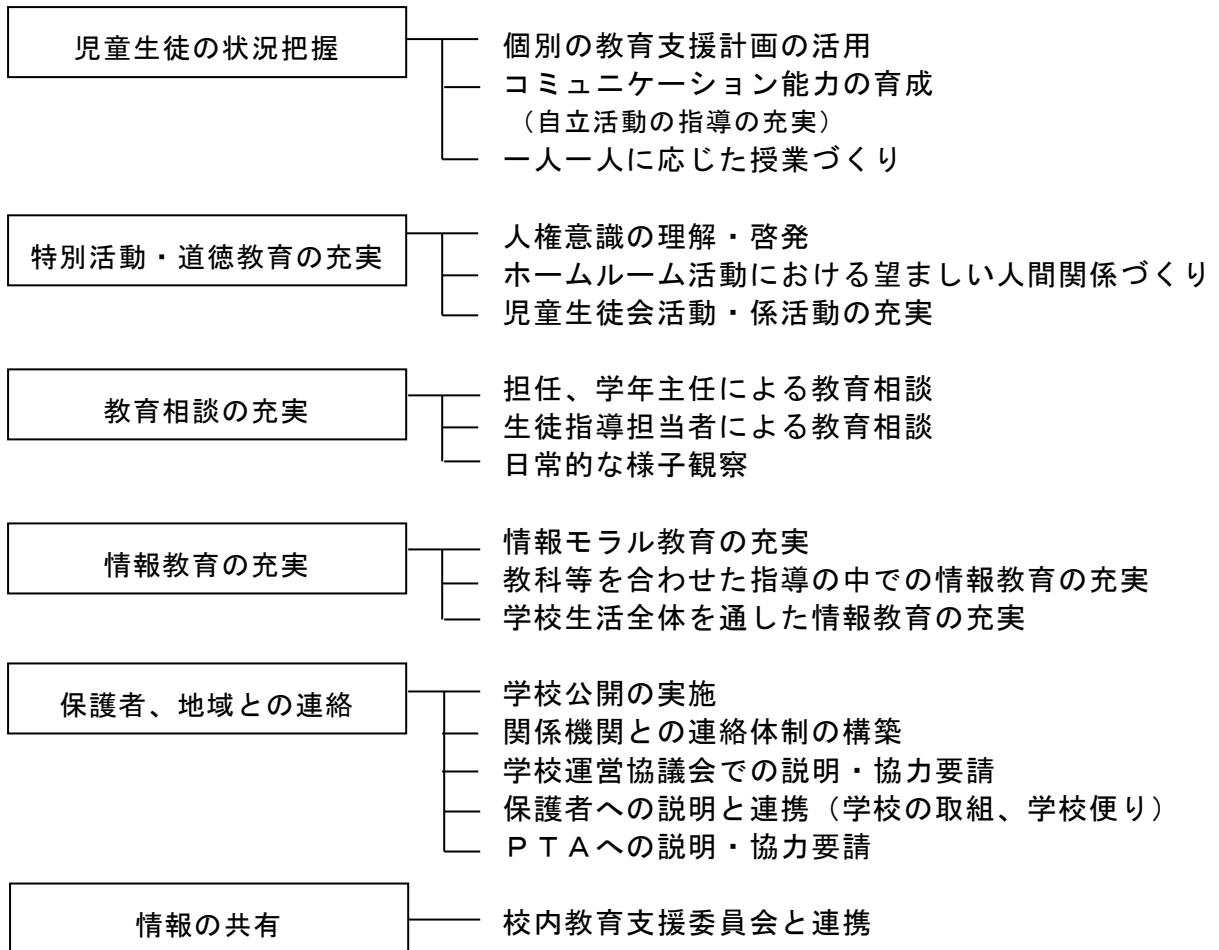 児童生徒の状況把握
個別の教育支援計画の活用
コミュニケーション能力の育成
（自立活動の指導の充実）
一人一人に応じた授業づくり
特別活動・道徳教育の充実
人権意識の理解・啓発
ホームルーム活動における望ましい人間関係づくり
児童生徒会活動・係活動の充実
教育相談の充実
担任、学年主任による教育相談
生徒指導担当者による教育相談
日常的な様子観察
情報教育の充実
情報モラル教育の充実
教科等を合わせた指導の中での情報教育の充実
学校生活全体を通した情報教育の充実
保護者、地域との連絡
学校公開の実施
関係機関との連絡体制の構築
学校運営協議会での説明・協力要請
保護者への説明と連携（学校の取組、学校便り）
ＰＴＡへの説明・協力要請
情報の共有
校内教育支援委員会と連携